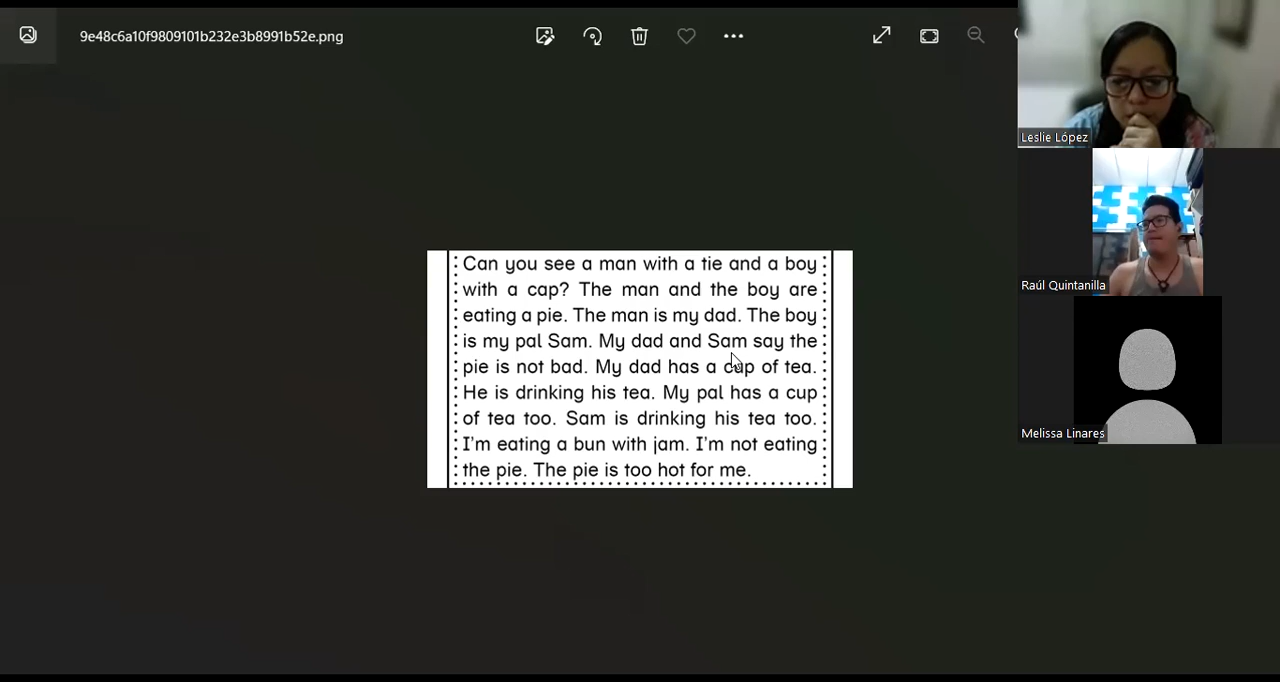 9e48c6a10f9809101b232e3b8991b52e.png
Leslie López
Raúl Quintanilla
Melissa Linares
Can you see a man with a tie and a boy
with a cap? The man and the boy are
eating a pie. The man is my dad. The boy
is my pal Sam. My dad and Sam say the
pie is not bad. My dad has a cup of tea.
He is drinking his tea. My pal has a cup
of tea too. Sam is drinking his tea too.
I'm eating a bun with jam. I'm not eating
the pie. The pie is too hot for me.